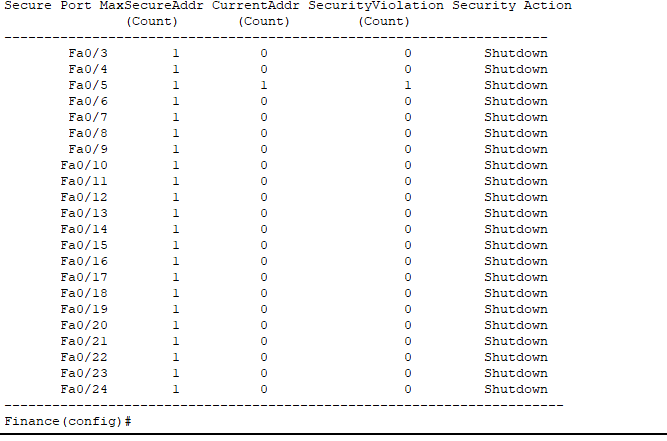 Secure Port MaxSecureAddr CurrentAddr SecurityViolation Security Action
(Count) (Count) (Count)
--------------------------------------------------------------------
Fa0/3 1 0 0 Shutdown
Fa0/4 1 0 0 Shutdown
Fa0/5 1 1 1 Shutdown
Fa0/6 1 0 0 Shutdown
Fa0/7 1 0 0 Shutdown
Fa0/8 1 0 0 Shutdown
Fa0/9 1 0 0 Shutdown
Fa0/10 1 0 0 Shutdown
Fa0/11 1 0 0 Shutdown
Fa0/12 1 0 0 Shutdown
Fa0/13 1 0 0 Shutdown
Fa0/14 1 0 0 Shutdown
Fa0/15 1 0 0 Shutdown
Fa0/16 1 0 0 Shutdown
Fa0/17 1 0 0 Shutdown
Fa0/18 1 0 0 Shutdown
Fa0/19 1 0 0 Shutdown
Fa0/20 1 0 0 Shutdown
Fa0/21 1 0 0 Shutdown
Fa0/22 1 0 0 Shutdown
Fa0/23 1 0 0 Shutdown
Fa0/24 1 0 0 Shutdown
----------------------------------------------------------------------
Finance(config)#